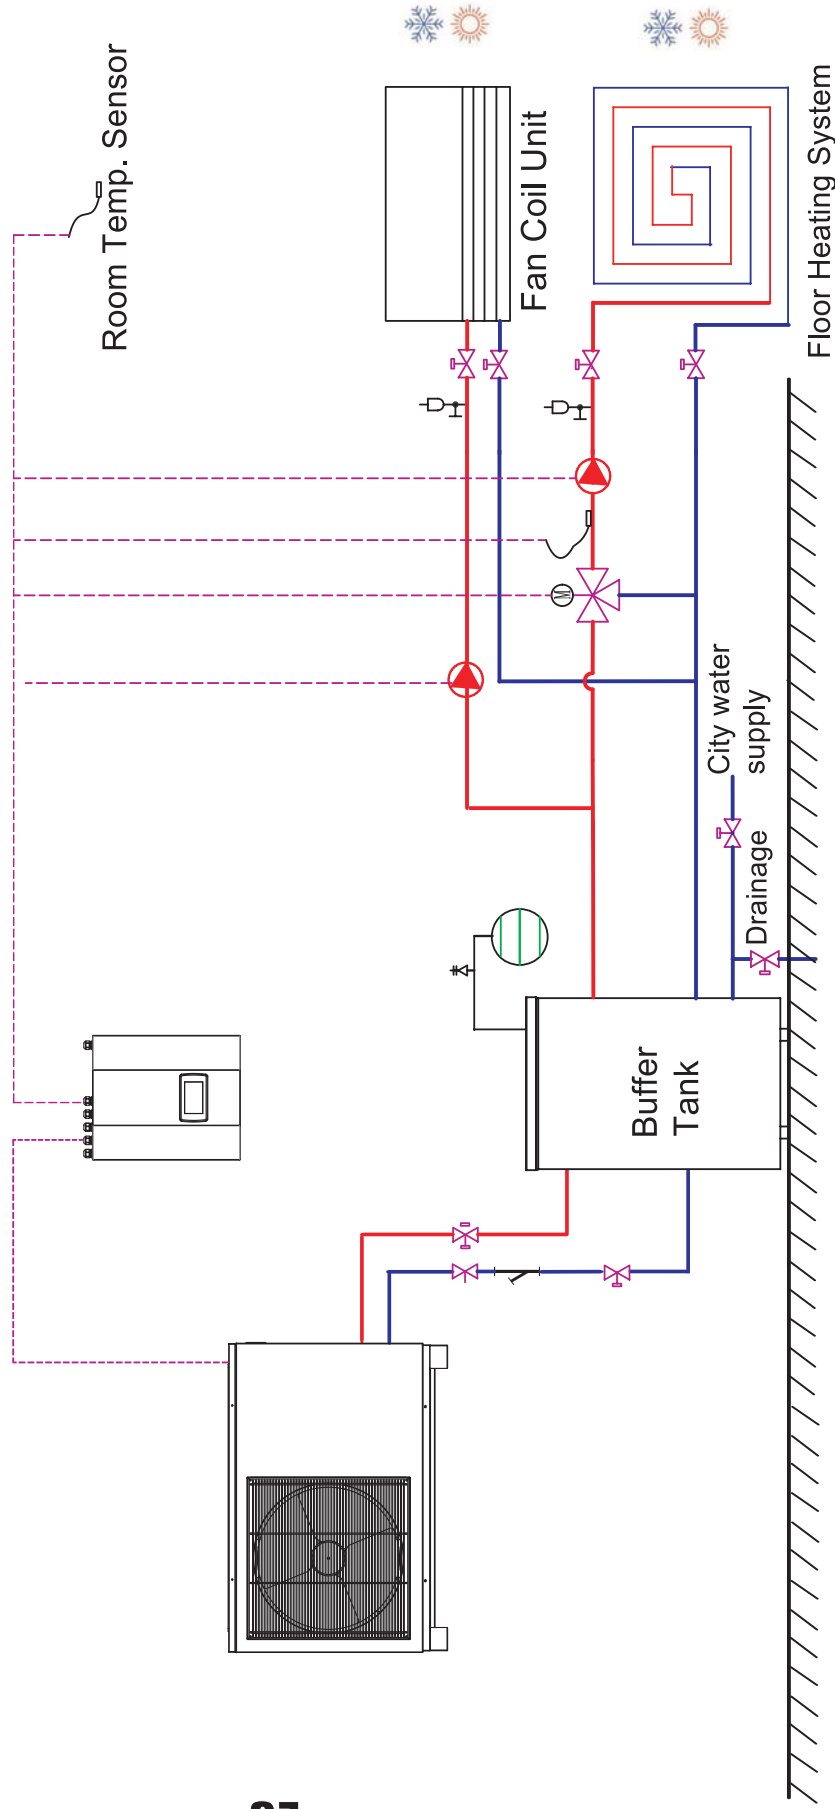 Room Temp. Sensor
Fan Coil Unit
Floor Heating System
City water
supply
Drainage
Buffer
Tank
M